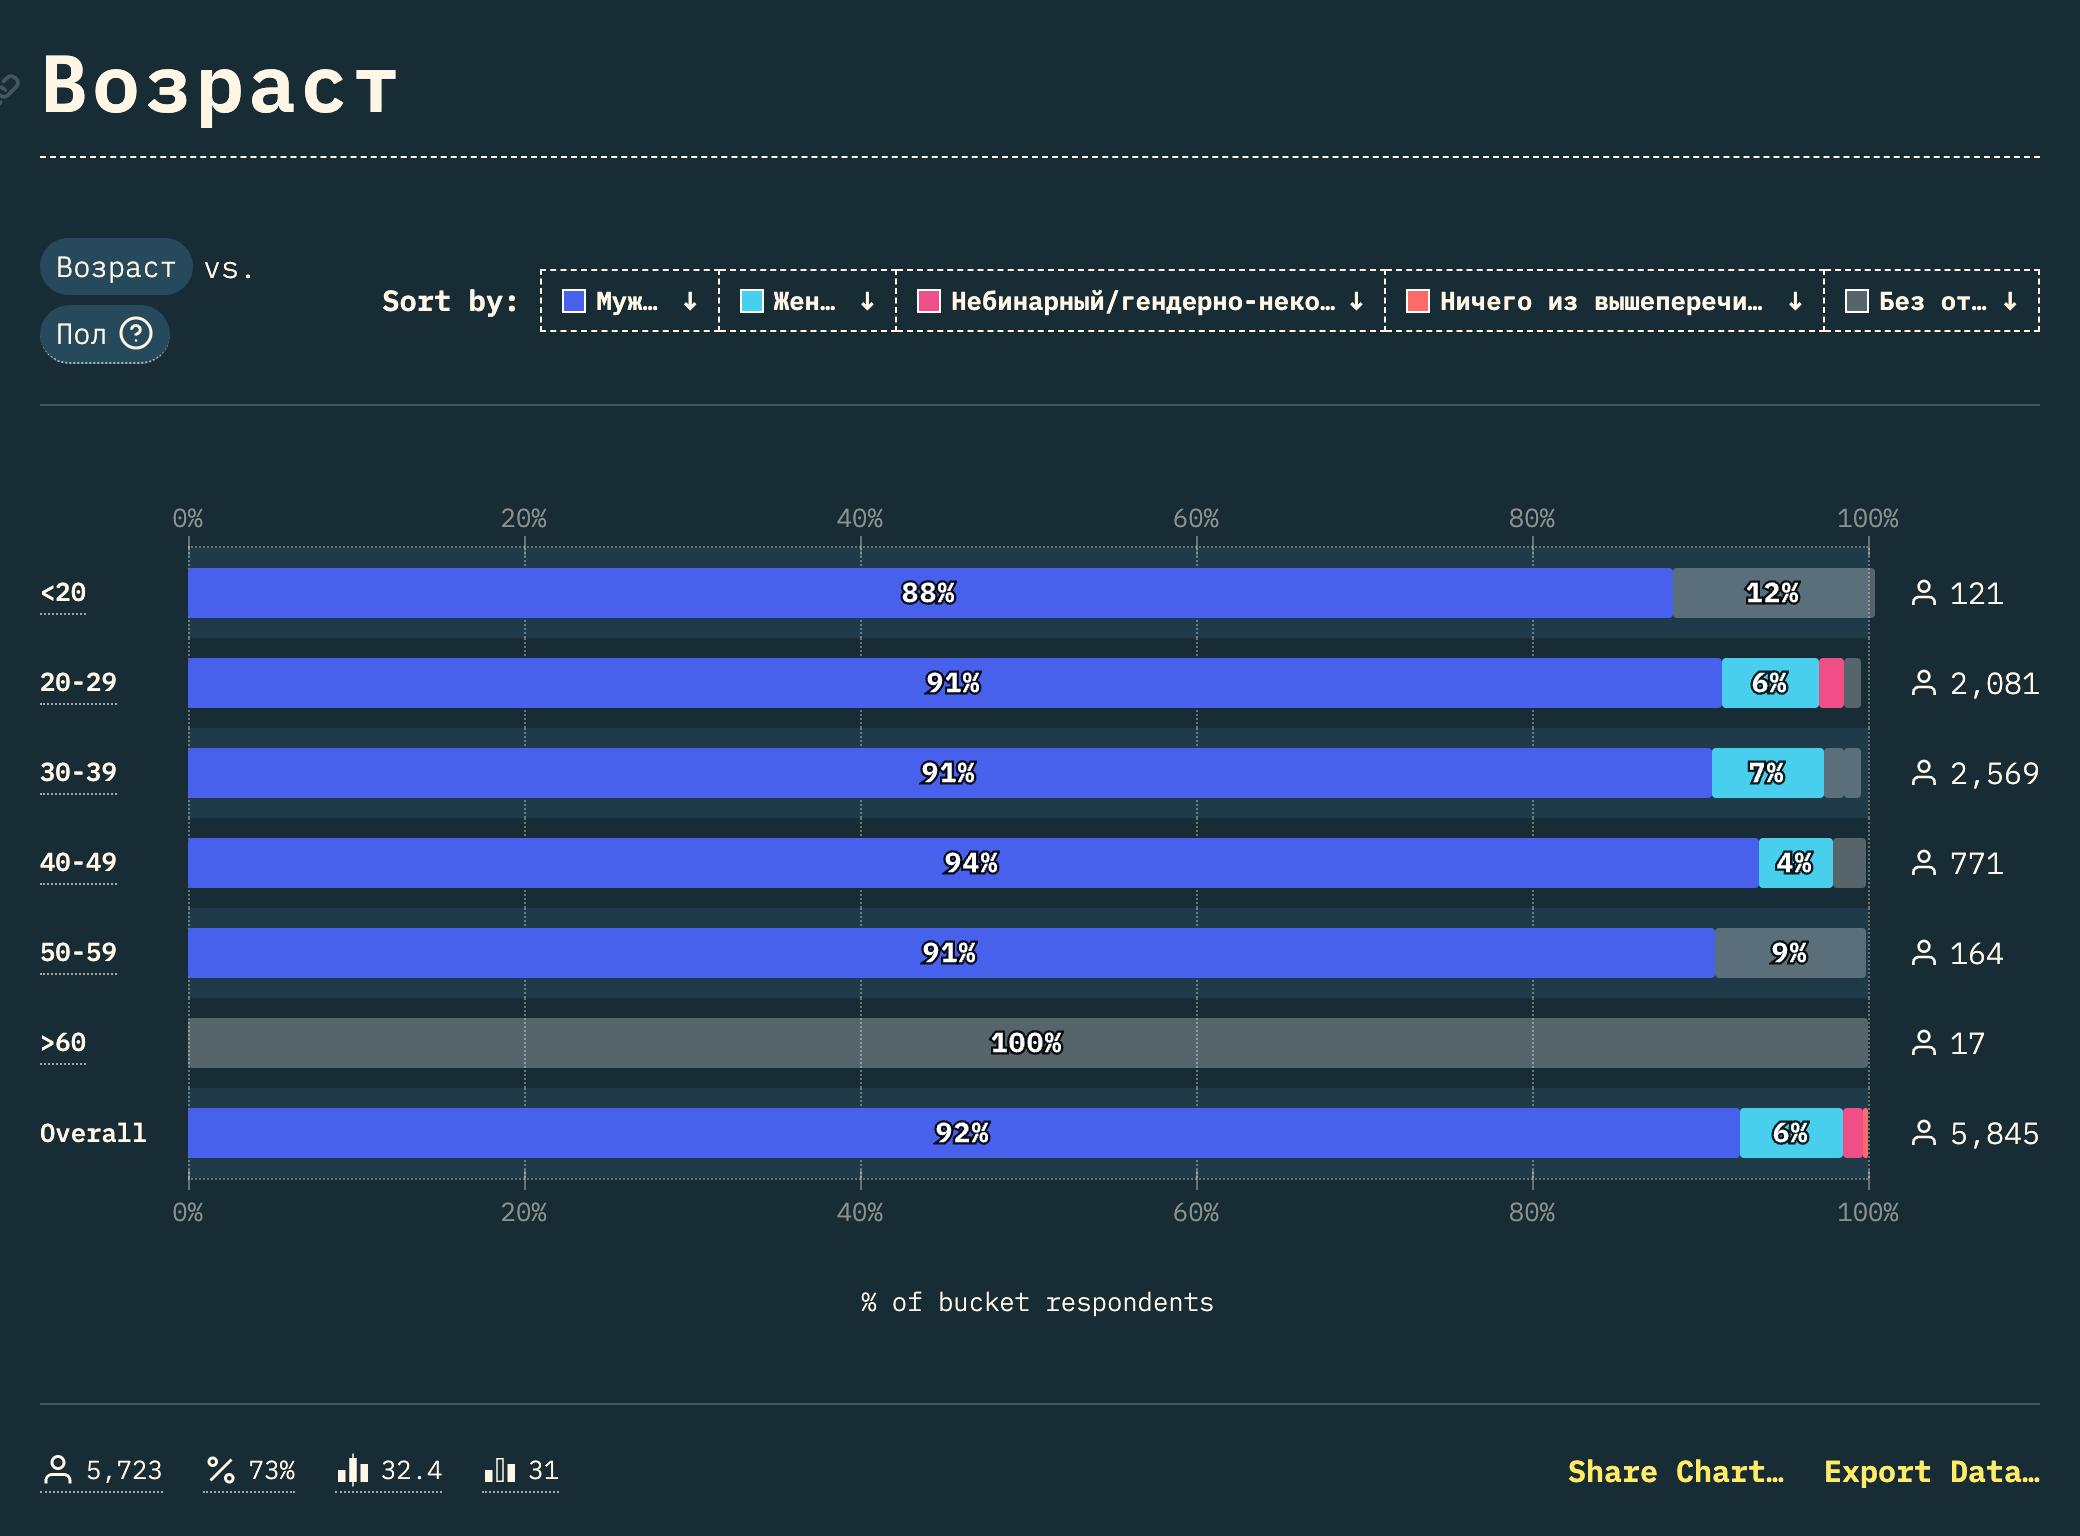 Возраст
Возраст vs.
Пол ?
Sort by: Муж… ↓ Жен… ↓ Небинарный/гендерно-неко… ↓ Ничего из вышеперечи… ↓ Без от… ↓
0% 20% 40% 60% 80% 100%
<20 88% 12% 121
20-29 91% 6% 2,081
30-39 91% 7% 2,569
40-49 94% 4% 771
50-59 91% 9% 164
>60 100% 17
Overall 92% 6% 5,845
0% 20% 40% 60% 80% 100%
% of bucket respondents
5,723 % 73% 32.4 31 Share Chart… Export Data…